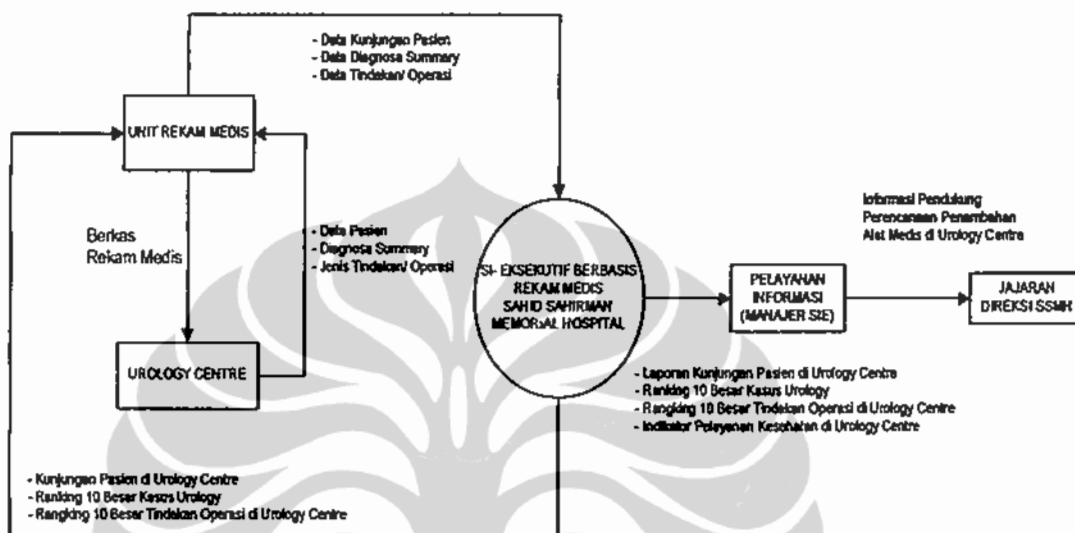 - Data Kunjungan Pasien
- Data Diagnosa Summary
- Data Tindakan/ Operasi
UNIT REKAM MEDIS
Berkas
Rekam Medis
- Data Pasien
- Diagnosa Summary
- Jenis Tindakan/ Operasi
UROLOGY CENTRE
SI- EKSEKUTIF BERBASIS
REKAM MEDIS
SAHID SAHIRMAN
MEMORIAL HOSPITAL
Informasi Pendukung
Perencanaan Penambahan
Alat Medis di Urology Centre
PELAYANAN
INFORMASI
(MANAJER SIE)
JAJARAN
DIREKSI SSMH
- Laporan Kunjungan Pasien di Urology Centre
- Ranking 10 Besar Kasus Urology
- Rangking 10 Besar Tindakan Operasi di Urology Centre
- Indikator Pelayanan Kesehatan di Urology Centre
- Kunjungan Pasien di Urology Centre
- Ranking 10 Besar Kasus Urology
- Rangking 10 Besar Tindakan Operasi di Urology Centre